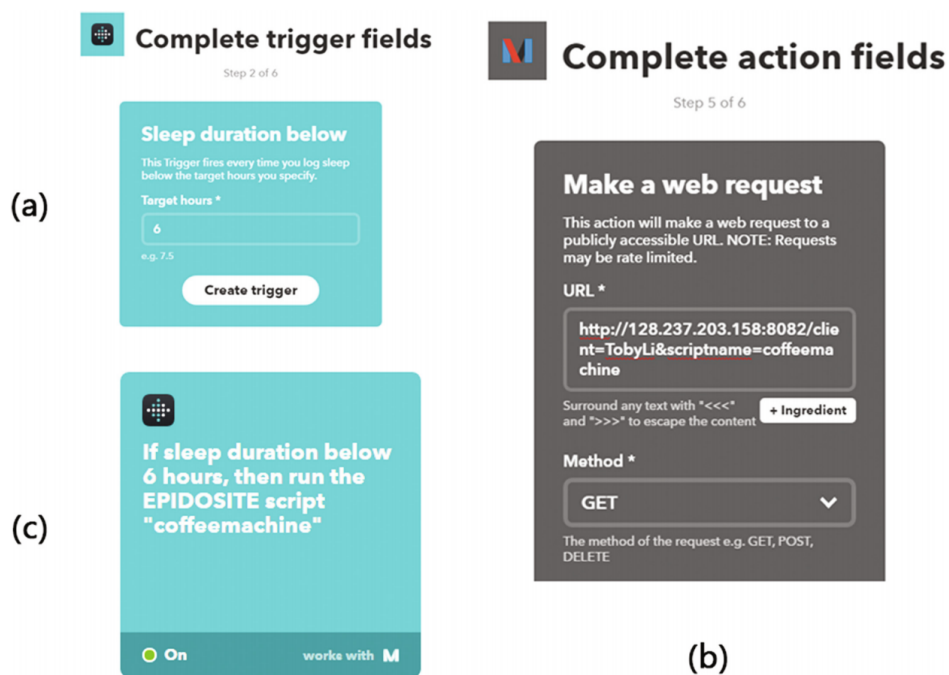 Complete trigger fields
Step 2 of 6
Sleep duration below
This Trigger fires every time you log sleep
below the target hours you specify.
Target hours *
6
e.g. 7.5
Create trigger
(a)
If sleep duration below
6 hours, then run the
EPIDOSITE script
"coffeemachine"
On
works with M
(c)
Complete action fields
Step 5 of 6
Make a web request
This action will make a web request to a
publicly accessible URL. NOTE: Requests
may be rate limited.
URL *
http://128.237.203.158:8082/clie
nt=TobyLi&scriptname=coffeema
chine
Surround any text with "<<<"
and ">>>" to escape the content
+ Ingredient
Method *
GET
The method of the request e.g. GET, POST,
DELETE
(b)